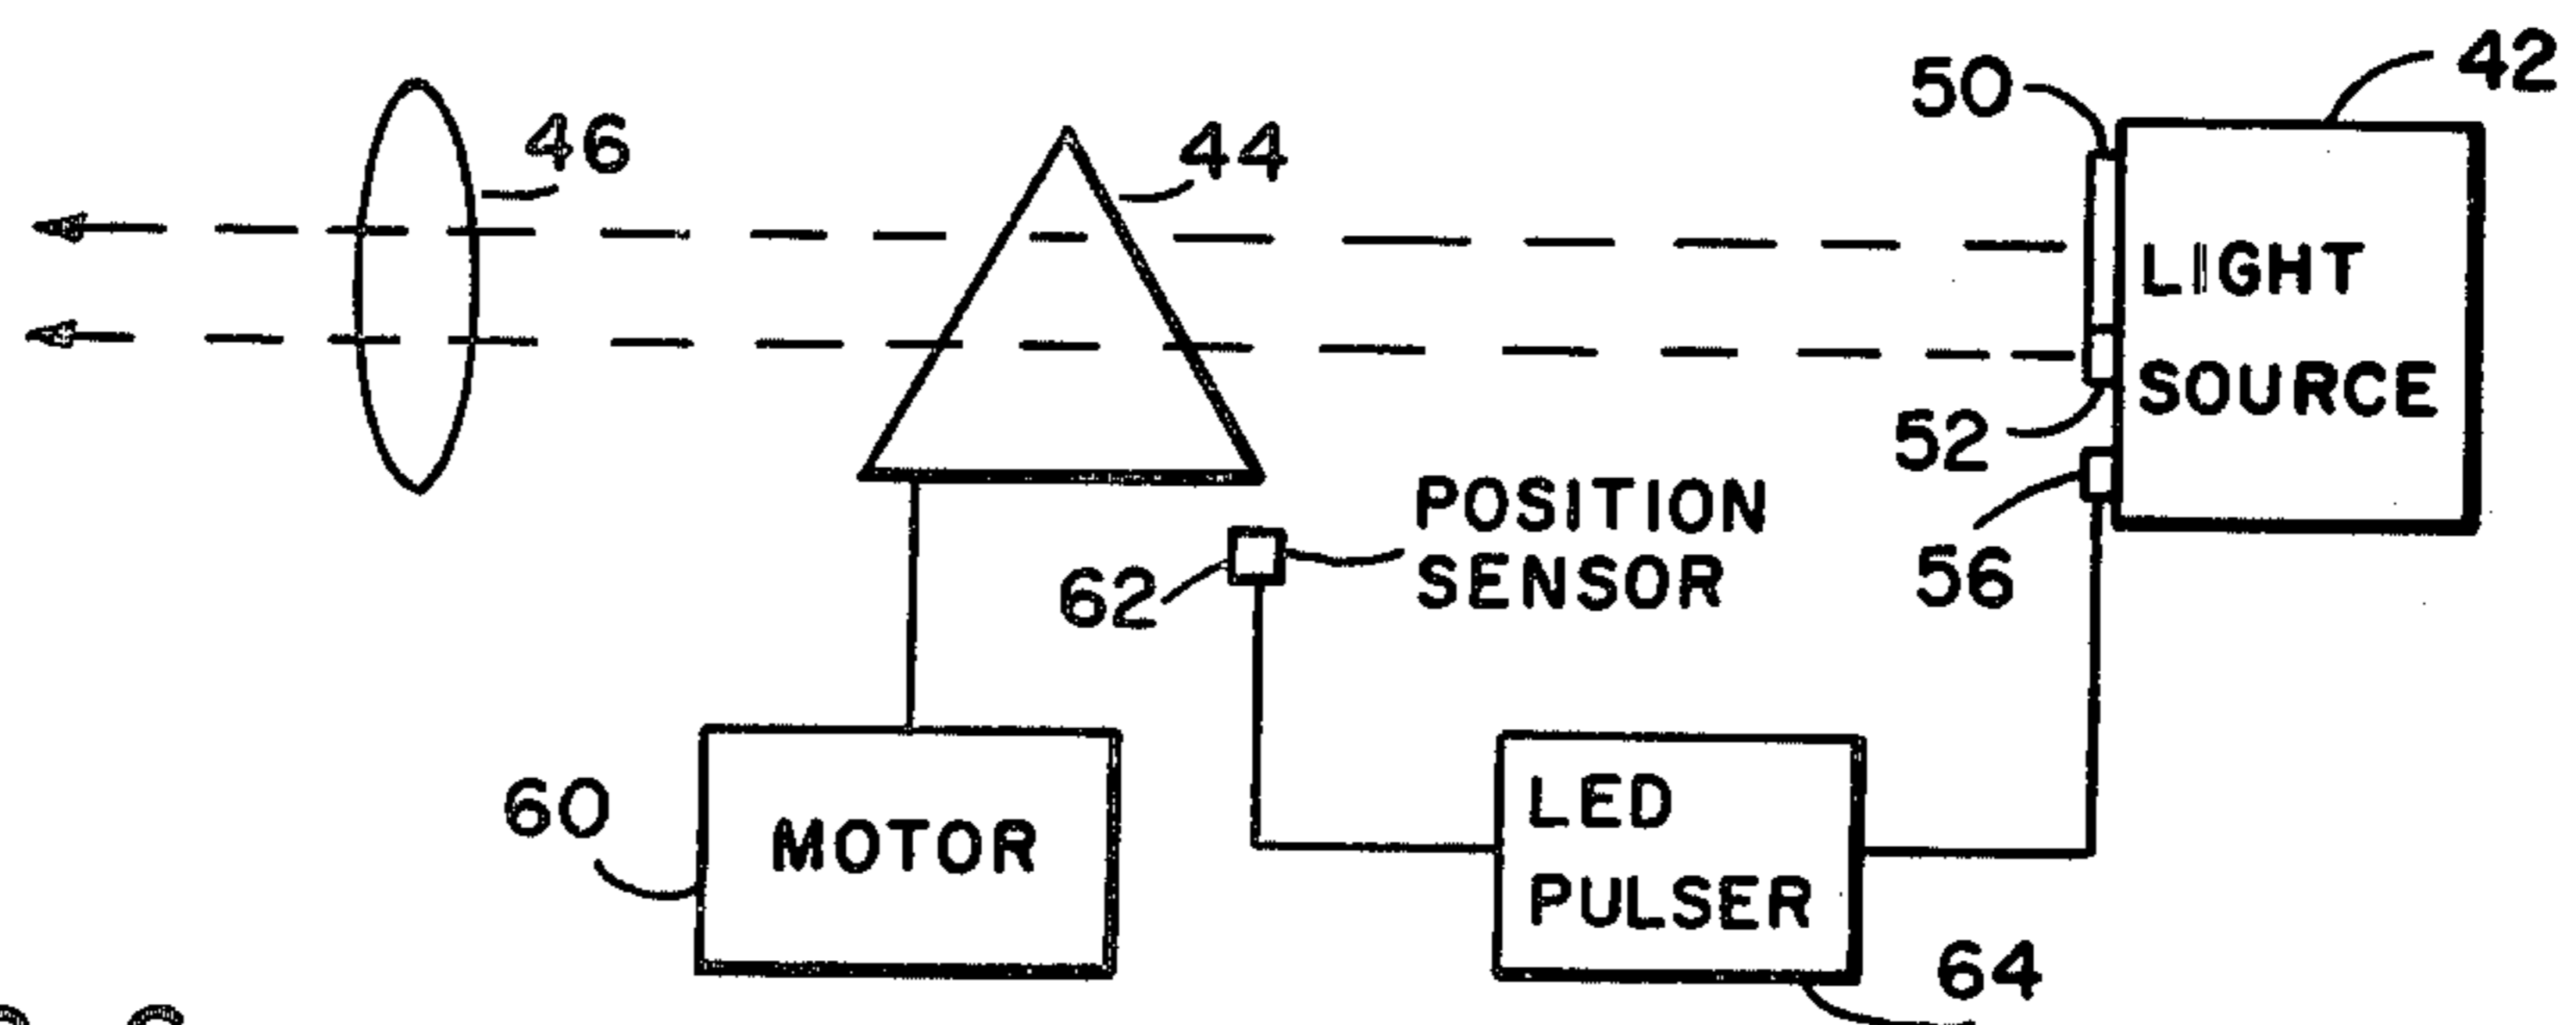 42
50
46
44
LIGHT
SOURCE
52
POSITION
SENSOR
56
62
LED
60
MOTOR
PULSER
64